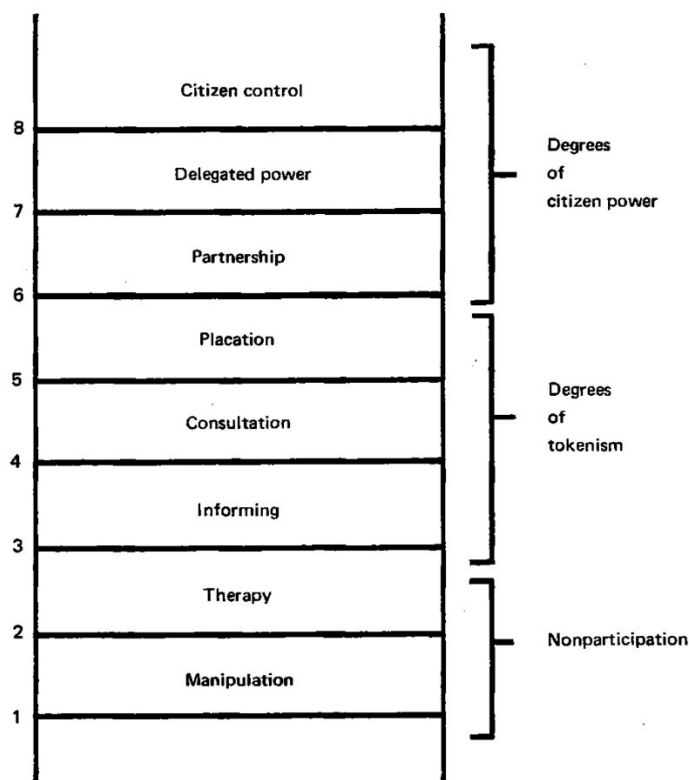 Citizen control
8
Delegated power
7
Partnership
6
Placation
5
Consultation
4
Informing
3
Therapy
2
Manipulation
1
Degrees
of
citizen power
Degrees
of
tokenism
Nonparticipation